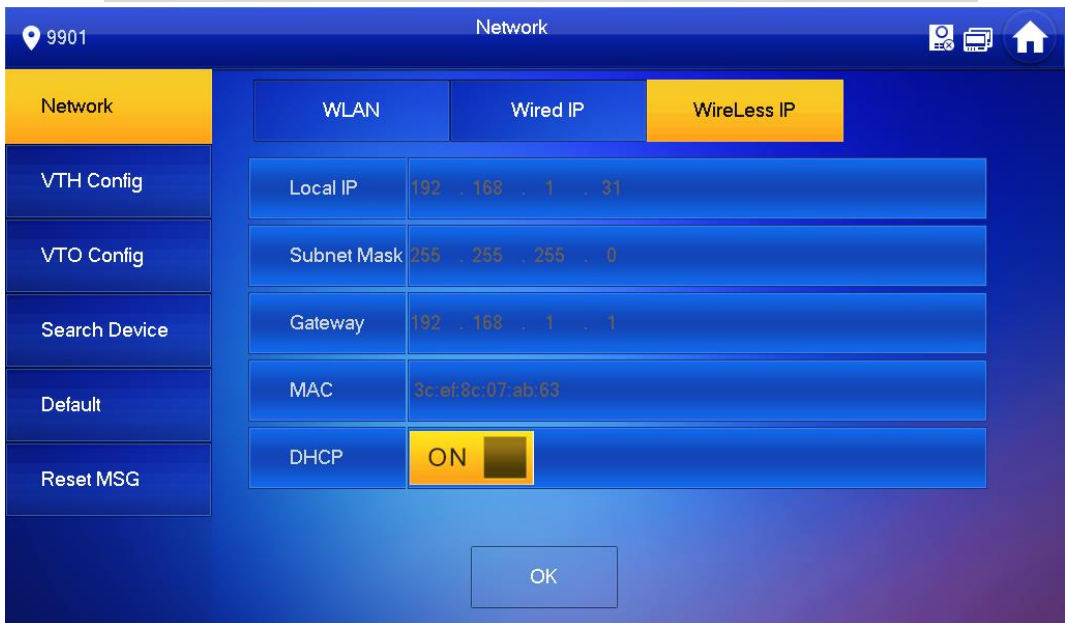 Network
9901
Network
WLAN
Wired IP
WireLess IP
VTH Config
Local IP
192 . 168 . 1 . 31
VTO Config
Subnet Mask
255 . 255 . 255 . 0
Search Device
Gateway
192 . 168 . 1 . 1
Default
MAC
3c:ef:8c:07:ab:63
Reset MSG
DHCP
ON
OK